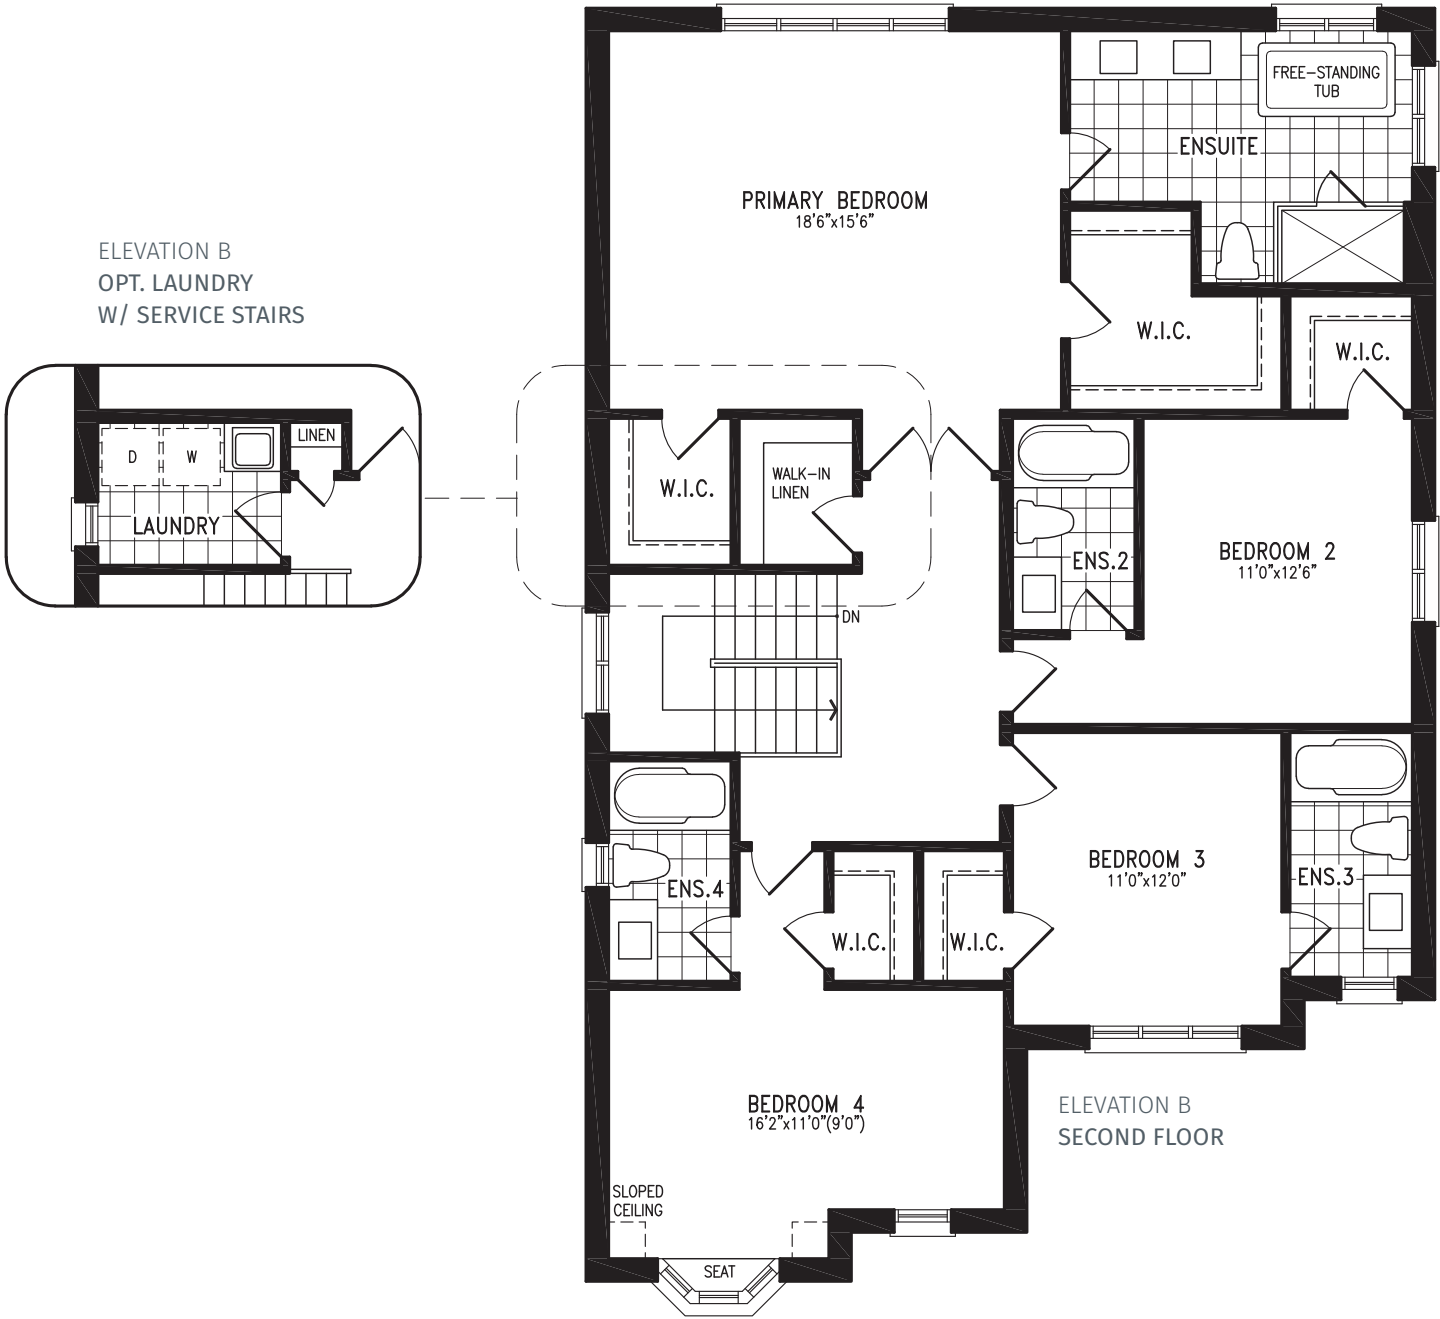 FREE-STANDING
TUB
ENSUITE
PRIMARY BEDROOM
18'6"x15'6"
ELEVATION B
OPT. LAUNDRY
W/ SERVICE STAIRS
W.I.C.
W.I.C.
LINEN
D
W
LAUNDRY
W.I.C.
WALK-IN
LINEN
ENS.2
BEDROOM 2
11'0"x12'6"
DN
BEDROOM 3
11'0"x12'0"
ENS.3
ENS.4
W.I.C.
W.I.C.
BEDROOM 4
16'2"x11'0"(9'0")
ELEVATION B
SECOND FLOOR
SLOPED
CEILING
SEAT